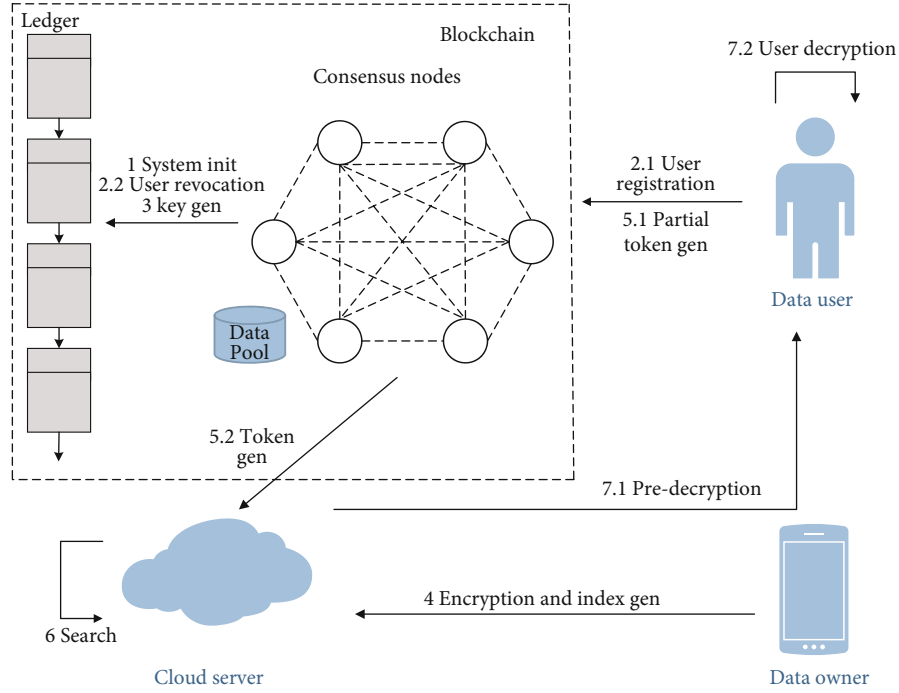 Ledger
Blockchain
Consensus nodes
7.2 User decryption
1 System init
2.2 User revocation
3 key gen
2.1 User
registration
5.1 Partial
token gen
Data user
Data
Pool
5.2 Token
gen
7.1 Pre-decryption
4 Encryption and index gen
6 Search
Cloud server
Data owner